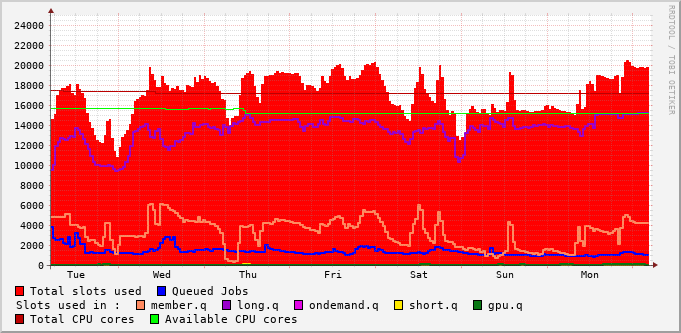 24000
22000
20000
18000
16000
14000
12000
10000
8000
6000
4000
2000
0
Tue Wed Thu Fri Sat Sun Mon
RRDTOOL / TOBI OETIKER
Total slots used Queued Jobs
Slots used in : member.q long.q ondemand.q short.q gpu.q
Total CPU cores Available CPU cores